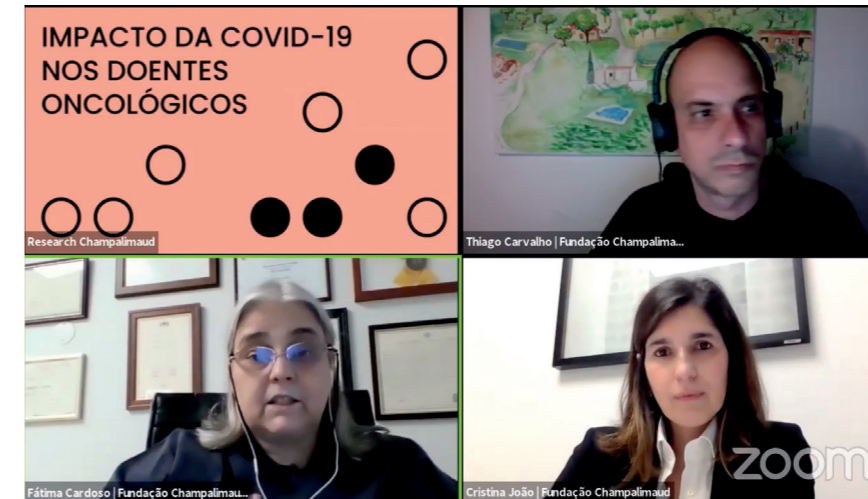 IMPACTO DA COVID-19
NOS DOENTES
ONCOLÓGICOS
Research Champalimaud
Thiago Carvalho | Fundação Champalima...
Fátima Cardoso | Fundação Champalimau...
Cristina João | Fundação Champalimaud
zoom